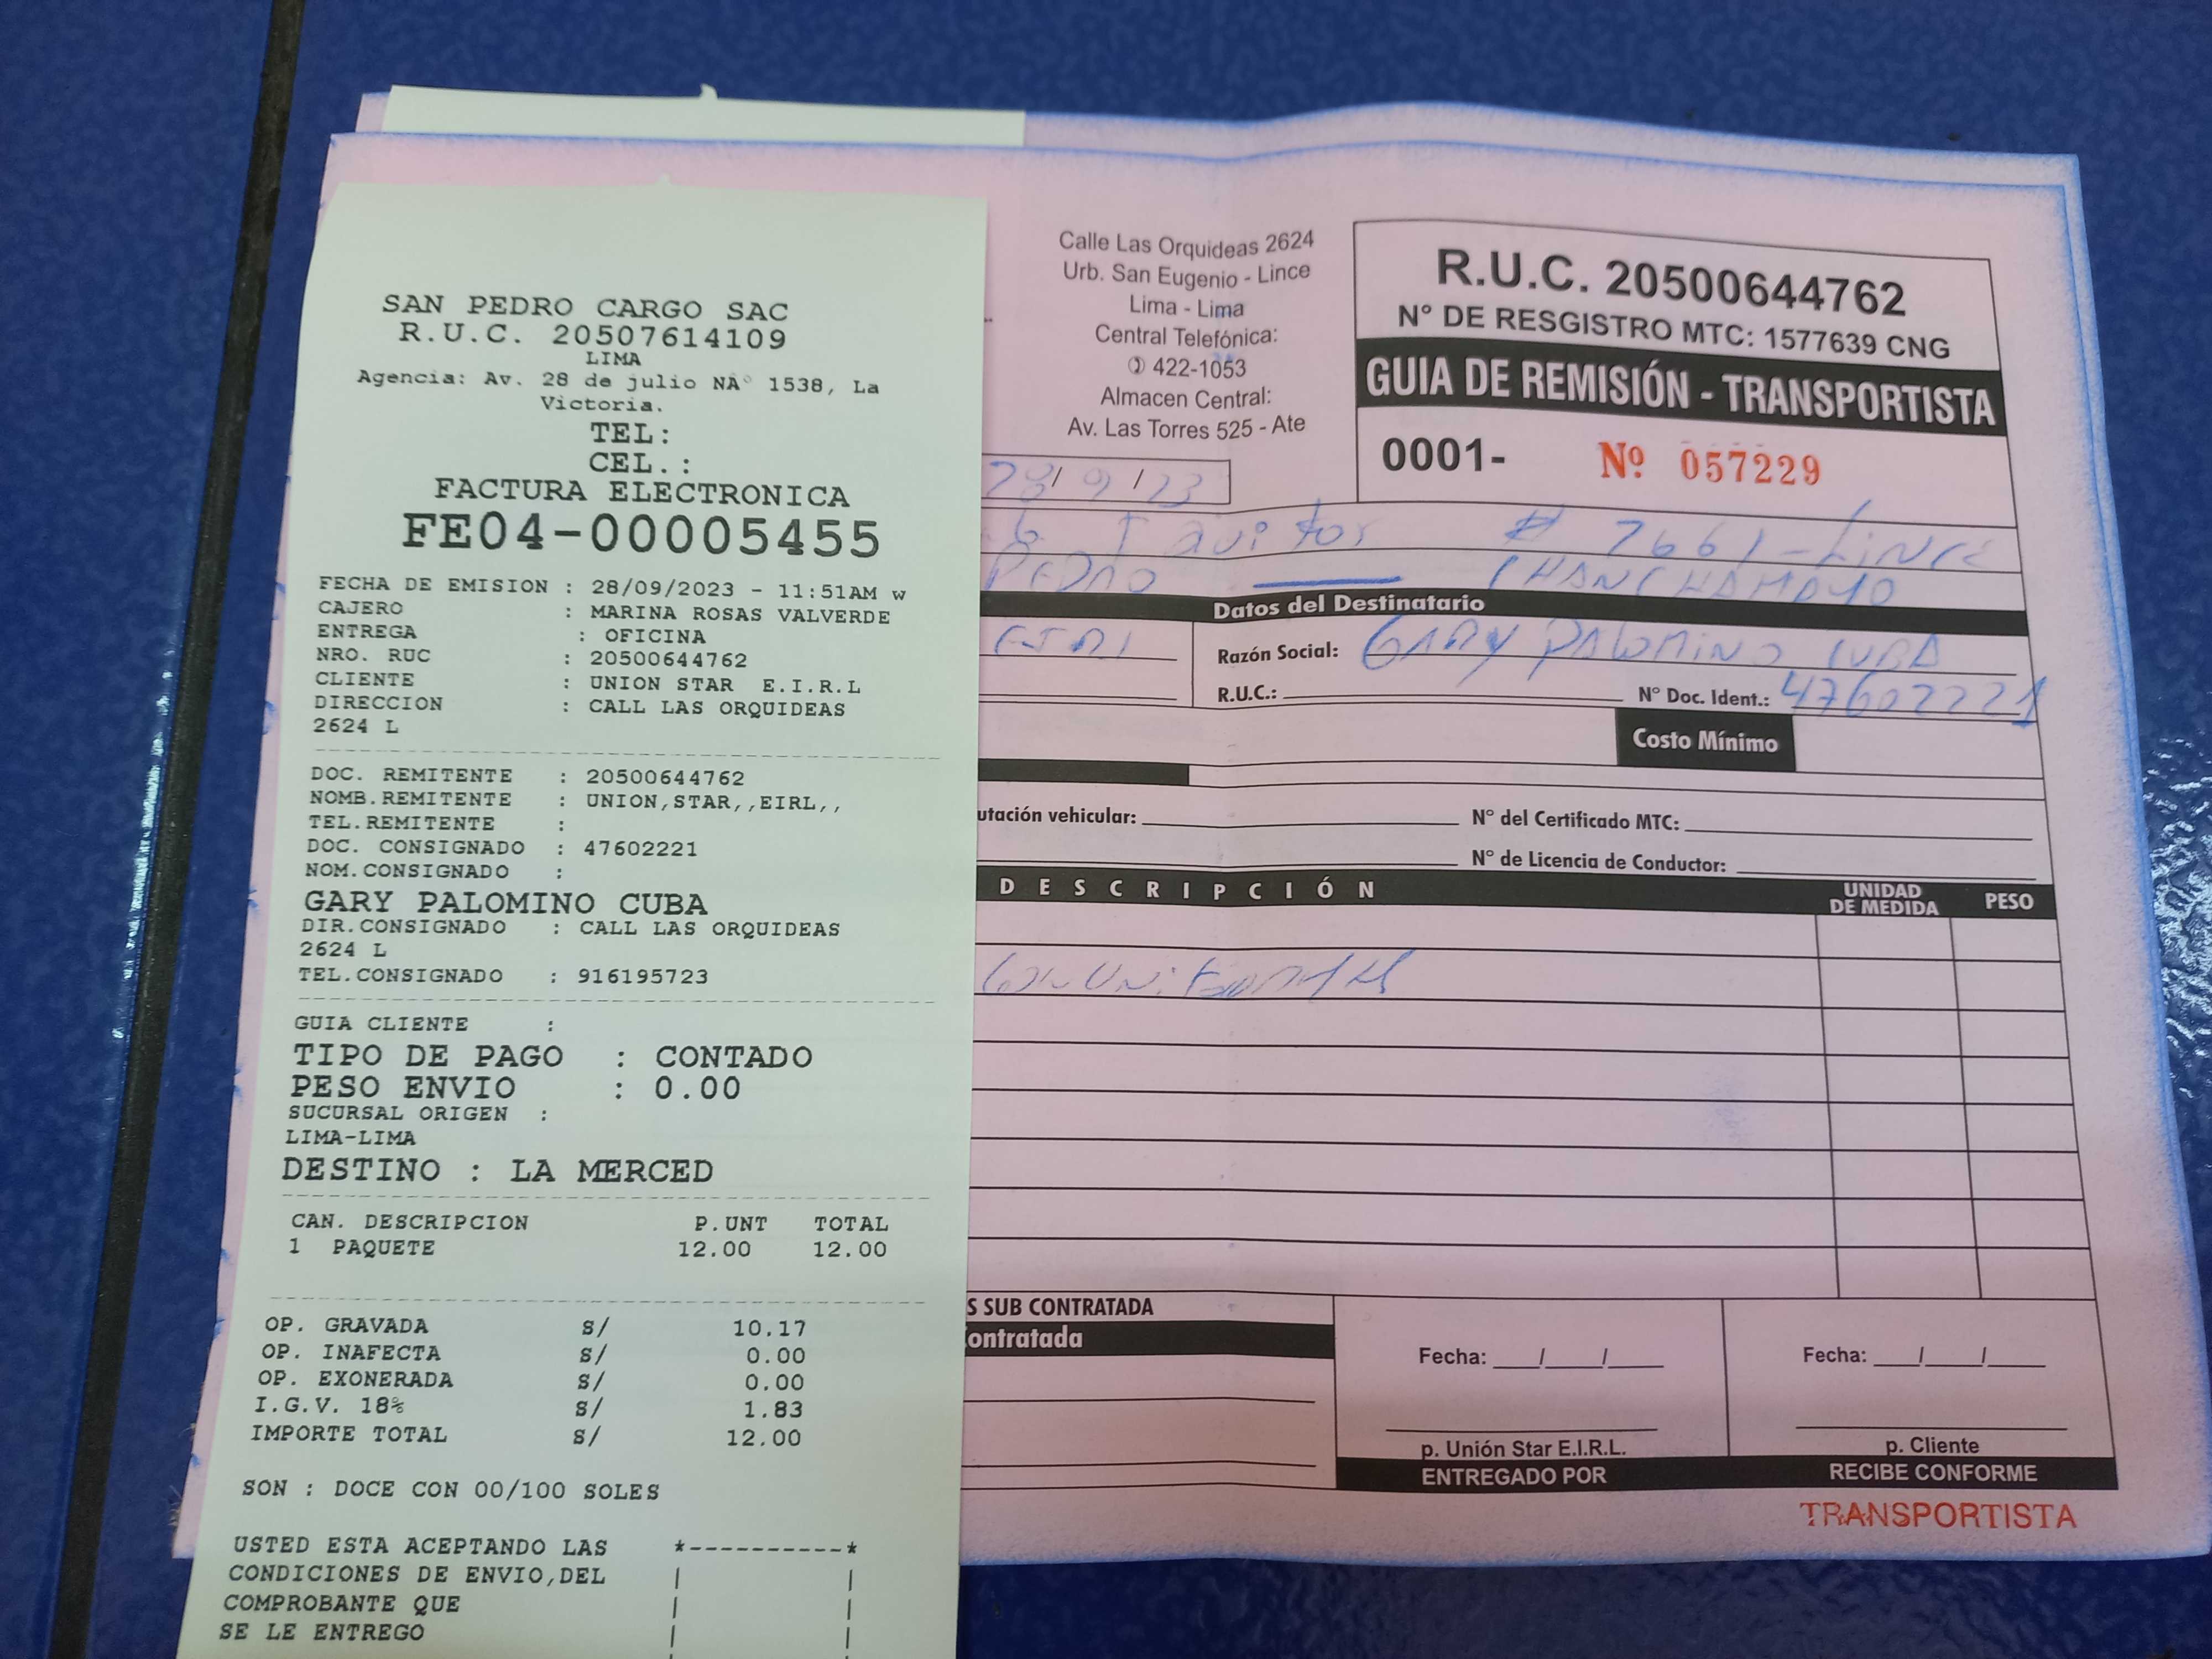 SAN PEDRO CARGO SAC
R.U.C. 20507614109
LIMA
Agencia: Av. 28 de julio NÂ° 1538, La
Victoria.
TEL:
CEL.:
FACTURA ELECTRONICA
FE04-00005455
FECHA DE EMISION : 28/09/2023 - 11:51AM w
CAJERO : MARINA ROSAS VALVERDE
ENTREGA : OFICINA
NRO. RUC : 20500644762
CLIENTE : UNION STAR E.I.R.L
DIRECCION : CALL LAS ORQUIDEAS
2624 L
DOC. REMITENTE : 20500644762
NOMB.REMITENTE : UNION,STAR,,EIRL,,
TEL.REMITENTE :
DOC. CONSIGNADO : 47602221
NOM.CONSIGNADO :
GARY PALOMINO CUBA
DIR.CONSIGNADO : CALL LAS ORQUIDEAS
2624 L
TEL.CONSIGNADO : 916195723
GUIA CLIENTE :
TIPO DE PAGO : CONTADO
PESO ENVIO : 0.00
SUCURSAL ORIGEN :
LIMA-LIMA
DESTINO : LA MERCED
CAN. DESCRIPCION P.UNT TOTAL
1 PAQUETE 12.00 12.00
OP. GRAVADA S/ 10.17
OP. INAFECTA S/ 0.00
OP. EXONERADA S/ 0.00
I.G.V. 18% S/ 1.83
IMPORTE TOTAL S/ 12.00
SON : DOCE CON 00/100 SOLES
USTED ESTA ACEPTANDO LAS
CONDICIONES DE ENVIO,DEL
COMPROBANTE QUE
SE LE ENTREGO
Calle Las Orquideas 2624
Urb. San Eugenio - Lince
Lima - Lima
Central Telefónica:
422-1053
Almacen Central:
Av. Las Torres 525 - Ate
R.U.C. 20500644762
N° DE RESGISTRO MTC: 1577639 CNG
GUIA DE REMISIÓN - TRANSPORTISTA
0001- Nº 057229
28/9/23
# 2661-LINCE
PEDRO — CHANCHAMAYO
Datos del Destinatario
Razón Social: GARY PALOMINO CUBA
R.U.C.: N° Doc. Ident.: 47602221
Costo Mínimo
utación vehicular: N° del Certificado MTC:
N° de Licencia de Conductor:
DESCRIPCIÓN UNIDAD DE MEDIDA PESO
S SUB CONTRATADA
ontratada
Fecha: __/__/__ Fecha: __/__/__
p. Unión Star E.I.R.L. p. Cliente
ENTREGADO POR RECIBE CONFORME
TRANSPORTISTA